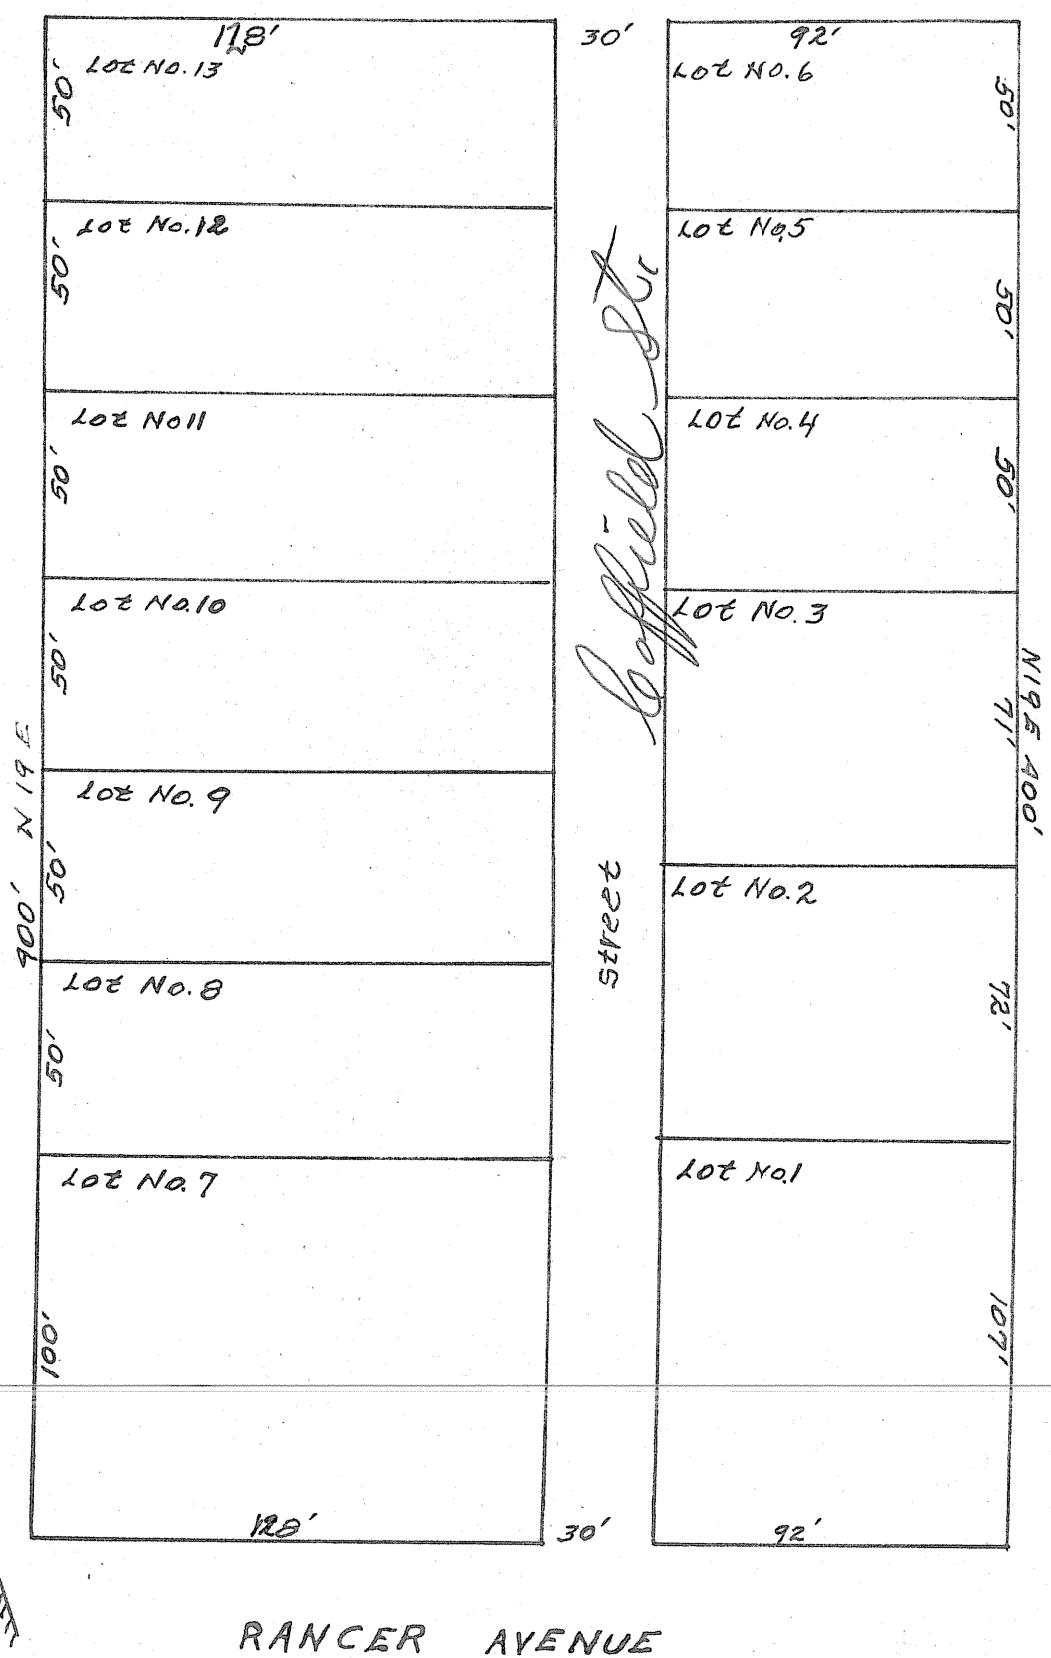 128'
30'
92'
Lot No. 13
50'
Lot No. 6
50'
Lot No. 12
50'
Lot No. 5
50'
Coffield St.
Lot No 11
50'
Lot No. 4
50'
Lot No. 10
50'
Lot No. 3
71'
N19E 400'
400' N 19 E
Lot No. 9
50'
Street
Lot No. 2
72'
Lot No. 8
50'
Lot No. 7
100'
Lot No. 1
107'
128'
30'
92'
RANCER AVENUE